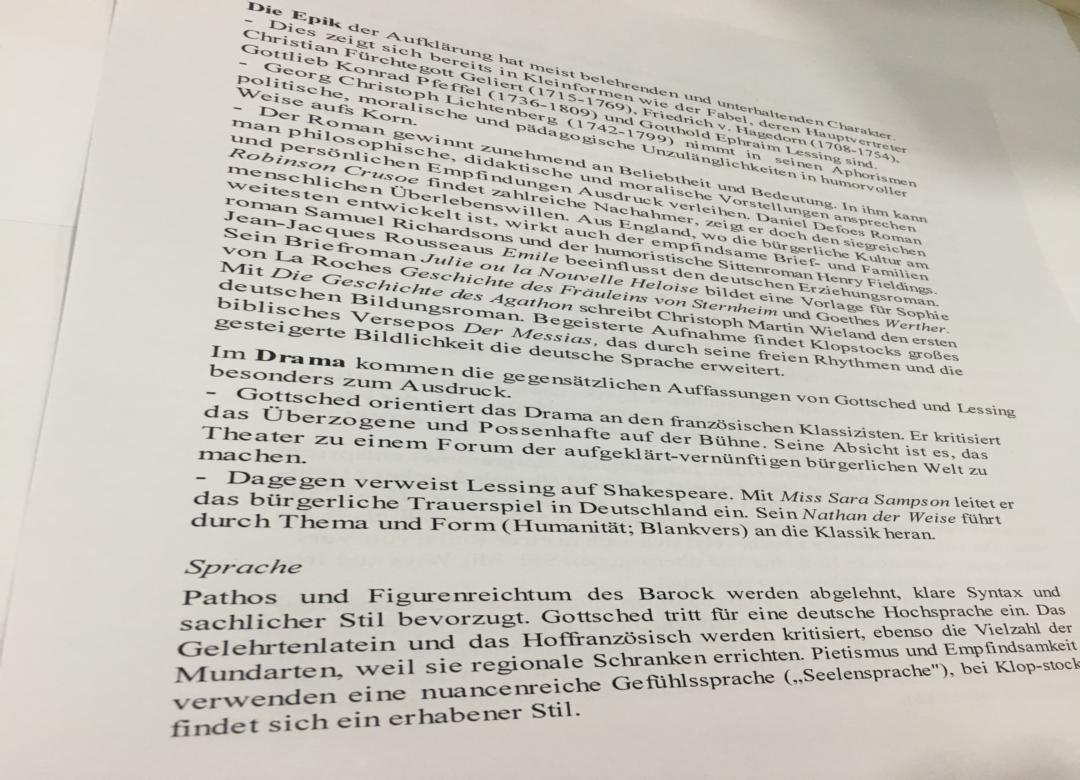 Die Epik der Aufklärung hat meist belehrenden und unterhaltenden Charakter.
- Dies zeigt sich bereits in Kleinformen wie der Fabel, deren Hauptvertreter
Christian Fürchtegott Geliert (1715-1769), Friedrich v. Hagedorn (1708-1754),
Gottlieb Konrad Pfeffel (1736-1809) und Gotthold Ephraim Lessing sind.
- Georg Christoph Lichtenberg (1742-1799) nimmt in seinen Aphorismen
politische, moralische und pädagogische Unzulänglichkeiten in humorvoller
Weise aufs Korn.
- Der Roman gewinnt zunehmend an Beliebtheit und Bedeutung. In ihm kann
man philosophische, didaktische und moralische Vorstellungen ansprechen
und persönlichen Empfindungen Ausdruck verleihen. Daniel Defoes Roman
Robinson Crusoe findet zahlreiche Nachahmer, zeigt er doch den siegreichen
menschlichen Überlebenswillen. Aus England, wo die bürgerliche Kultur am
weitesten entwickelt ist, wirkt auch der empfindsame Brief- und Familien
roman Samuel Richardsons und der humoristische Sittenroman Henry Fieldings.
Jean-Jacques Rousseaus Emile beeinflusst den deutschen Erziehungsroman.
Sein Briefroman Julie ou la Nouvelle Heloise bildet eine Vorlage für Sophie
von La Roches Geschichte des Fräuleins von Sternheim und Goethes Werther.
Mit Die Geschichte des Agathon schreibt Christoph Martin Wieland den ersten
deutschen Bildungsroman. Begeisterte Aufnahme findet Klopstocks großes
biblisches Versepos Der Messias, das durch seine freien Rhythmen und die
gesteigerte Bildlichkeit die deutsche Sprache erweitert.
Im Drama kommen die gegensätzlichen Auffassungen von Gottsched und Lessing
besonders zum Ausdruck.
- Gottsched orientiert das Drama an den französischen Klassizisten. Er kritisiert
das Überzogene und Possenhafte auf der Bühne. Seine Absicht ist es, das
Theater zu einem Forum der aufgeklärt-vernünftigen bürgerlichen Welt zu
machen.
- Dagegen verweist Lessing auf Shakespeare. Mit Miss Sara Sampson leitet er
das bürgerliche Trauerspiel in Deutschland ein. Sein Nathan der Weise führt
durch Thema und Form (Humanität; Blankvers) an die Klassik heran.
Sprache
Pathos und Figurenreichtum des Barock werden abgelehnt, klare Syntax und
sachlicher Stil bevorzugt. Gottsched tritt für eine deutsche Hochsprache ein. Das
Gelehrtenlatein und das Hoffranzösisch werden kritisiert, ebenso die Vielzahl der
Mundarten, weil sie regionale Schranken errichten. Pietismus und Empfindsamkeit
verwenden eine nuancenreiche Gefühlssprache („Seelensprache"), bei Klop-stock
findet sich ein erhabener Stil.